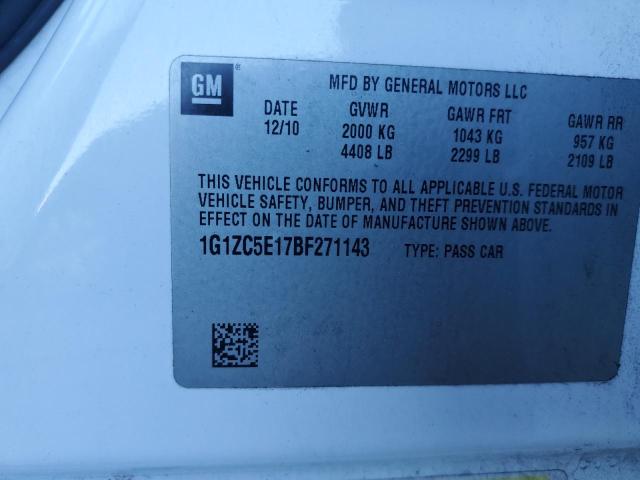 GM ®
MFD BY GENERAL MOTORS LLC
DATE GVWR GAWR FRT GAWR RR
12/10 2000 KG 1043 KG 957 KG
4408 LB 2299 LB 2109 LB
THIS VEHICLE CONFORMS TO ALL APPLICABLE U.S. FEDERAL MOTOR
VEHICLE SAFETY, BUMPER, AND THEFT PREVENTION STANDARDS IN
EFFECT ON THE DATE OF MANUFACTURE SHOWN ABOVE.
1G1ZC5E17BF271143 TYPE: PASS CAR